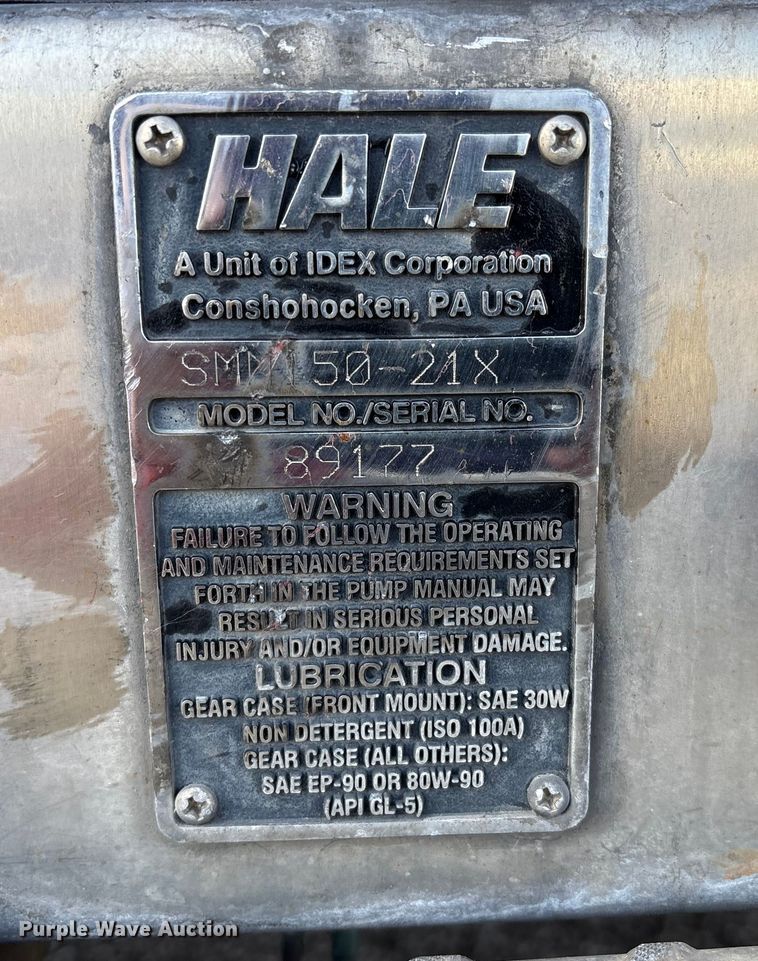 HALE
A Unit of IDEX Corporation
Conshohocken, PA USA
SMM150-21X
MODEL NO./SERIAL NO.
89177
WARNING
FAILURE TO FOLLOW THE OPERATING
AND MAINTENANCE REQUIREMENTS SET
FORTH IN THE PUMP MANUAL MAY
RESULT IN SERIOUS PERSONAL
INJURY AND/OR EQUIPMENT DAMAGE.
LUBRICATION
GEAR CASE (FRONT MOUNT): SAE 30W
NON DETERGENT (ISO 100A)
GEAR CASE (ALL OTHERS):
SAE EP-90 OR 80W-90
(API GL-5)
Purple Wave Auction